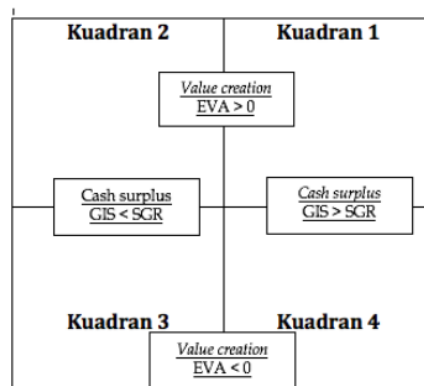 Kuadran 2
Kuadran 1
Value creation
EVA > 0
Cash surplus
GIS < SGR
Cash surplus
GIS > SGR
Kuadran 3
Kuadran 4
Value creation
EVA < 0